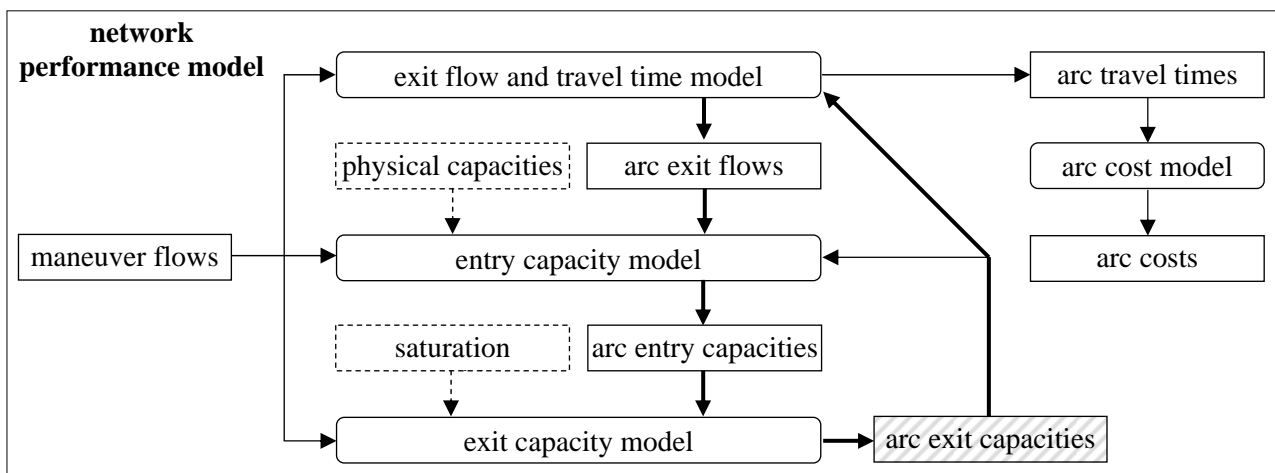 network
performance model
exit flow and travel time model
arc travel times
physical capacities
arc exit flows
arc cost model
maneuver flows
entry capacity model
arc costs
saturation
arc entry capacities
exit capacity model
arc exit capacities